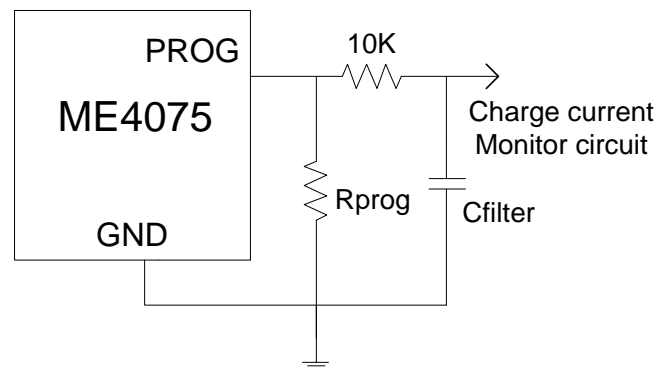 PROG
10K
ME4075
Charge current
Monitor circuit
Rprog
Cfilter
GND